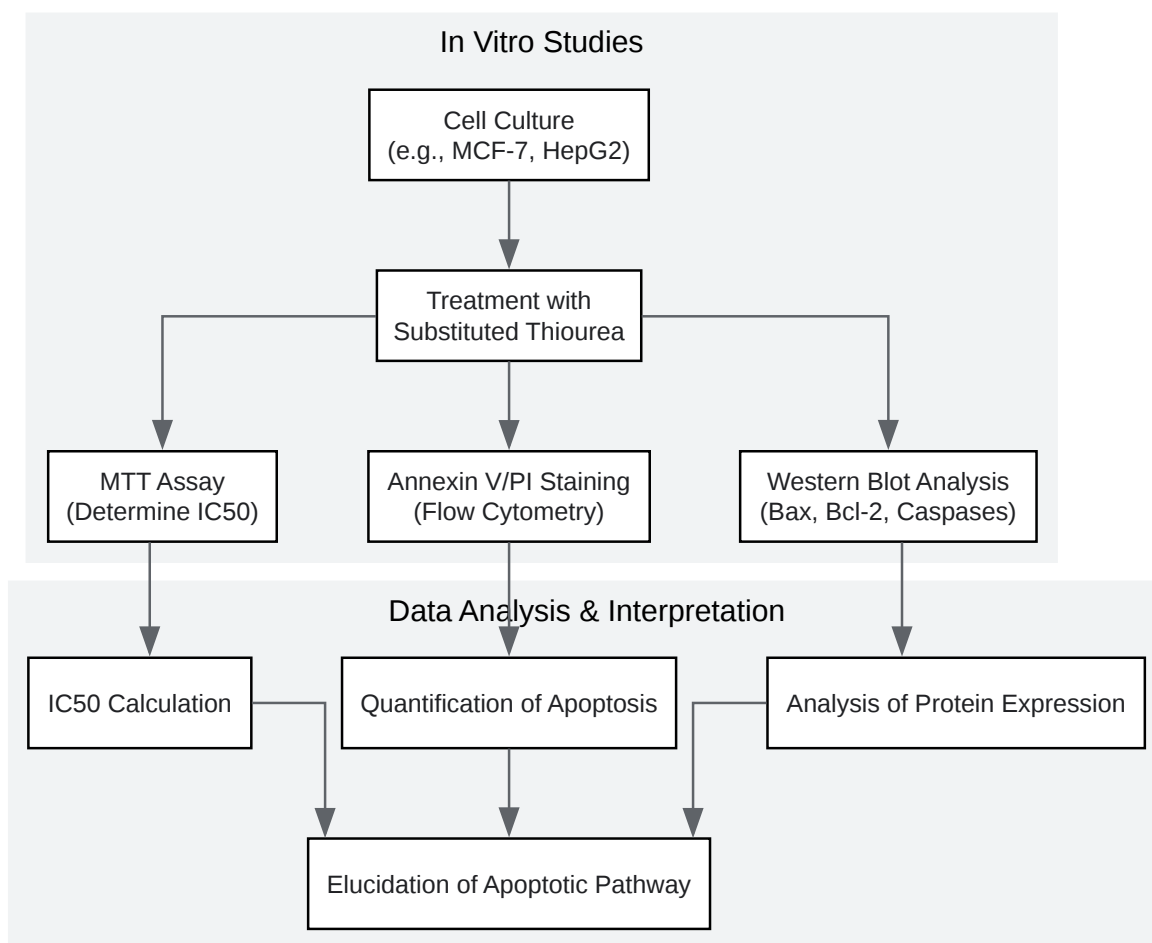 In Vitro Studies
Cell Culture
(e.g., MCF-7, HepG2)
Treatment with
Substituted Thiourea
MTT Assay
(Determine IC50)
Annexin V/PI Staining
(Flow Cytometry)
Western Blot Analysis
(Bax, Bcl-2, Caspases)
Data Analysis & Interpretation
IC50 Calculation
Quantification of Apoptosis
Analysis of Protein Expression
Elucidation of Apoptotic Pathway